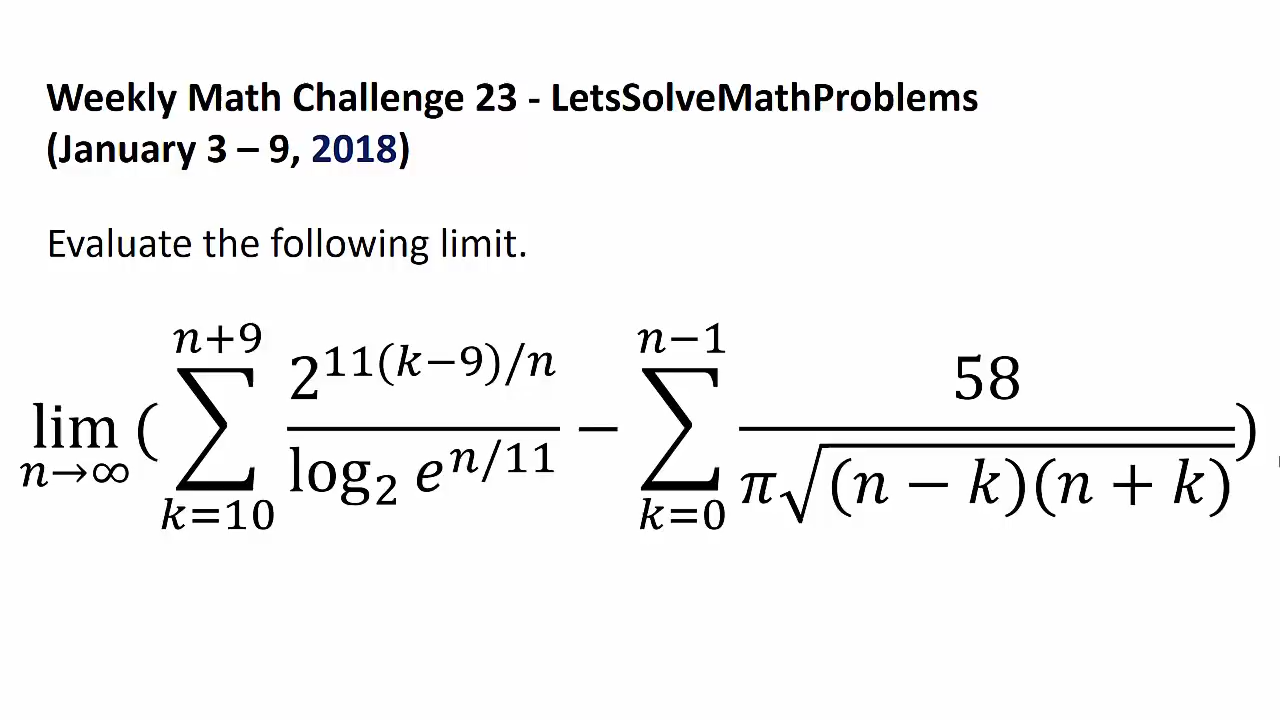 Weekly Math Challenge 23 - LetsSolveMathProblems
(January 3 – 9, 2018)
Evaluate the following limit.
lim_{n→∞} ( ∑_{k=10}^{n+9} 2^{11(k−9)/n} / log₂ e^{n/11} − ∑_{k=0}^{n−1} 58 / π√((n − k)(n + k)) ) .